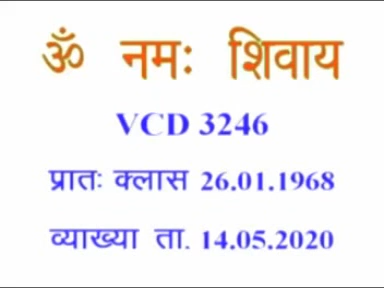 ॐ नमः शिवाय
VCD 3246
प्रातः क्लास 26.01.1968
व्याख्या ता. 14.05.2020